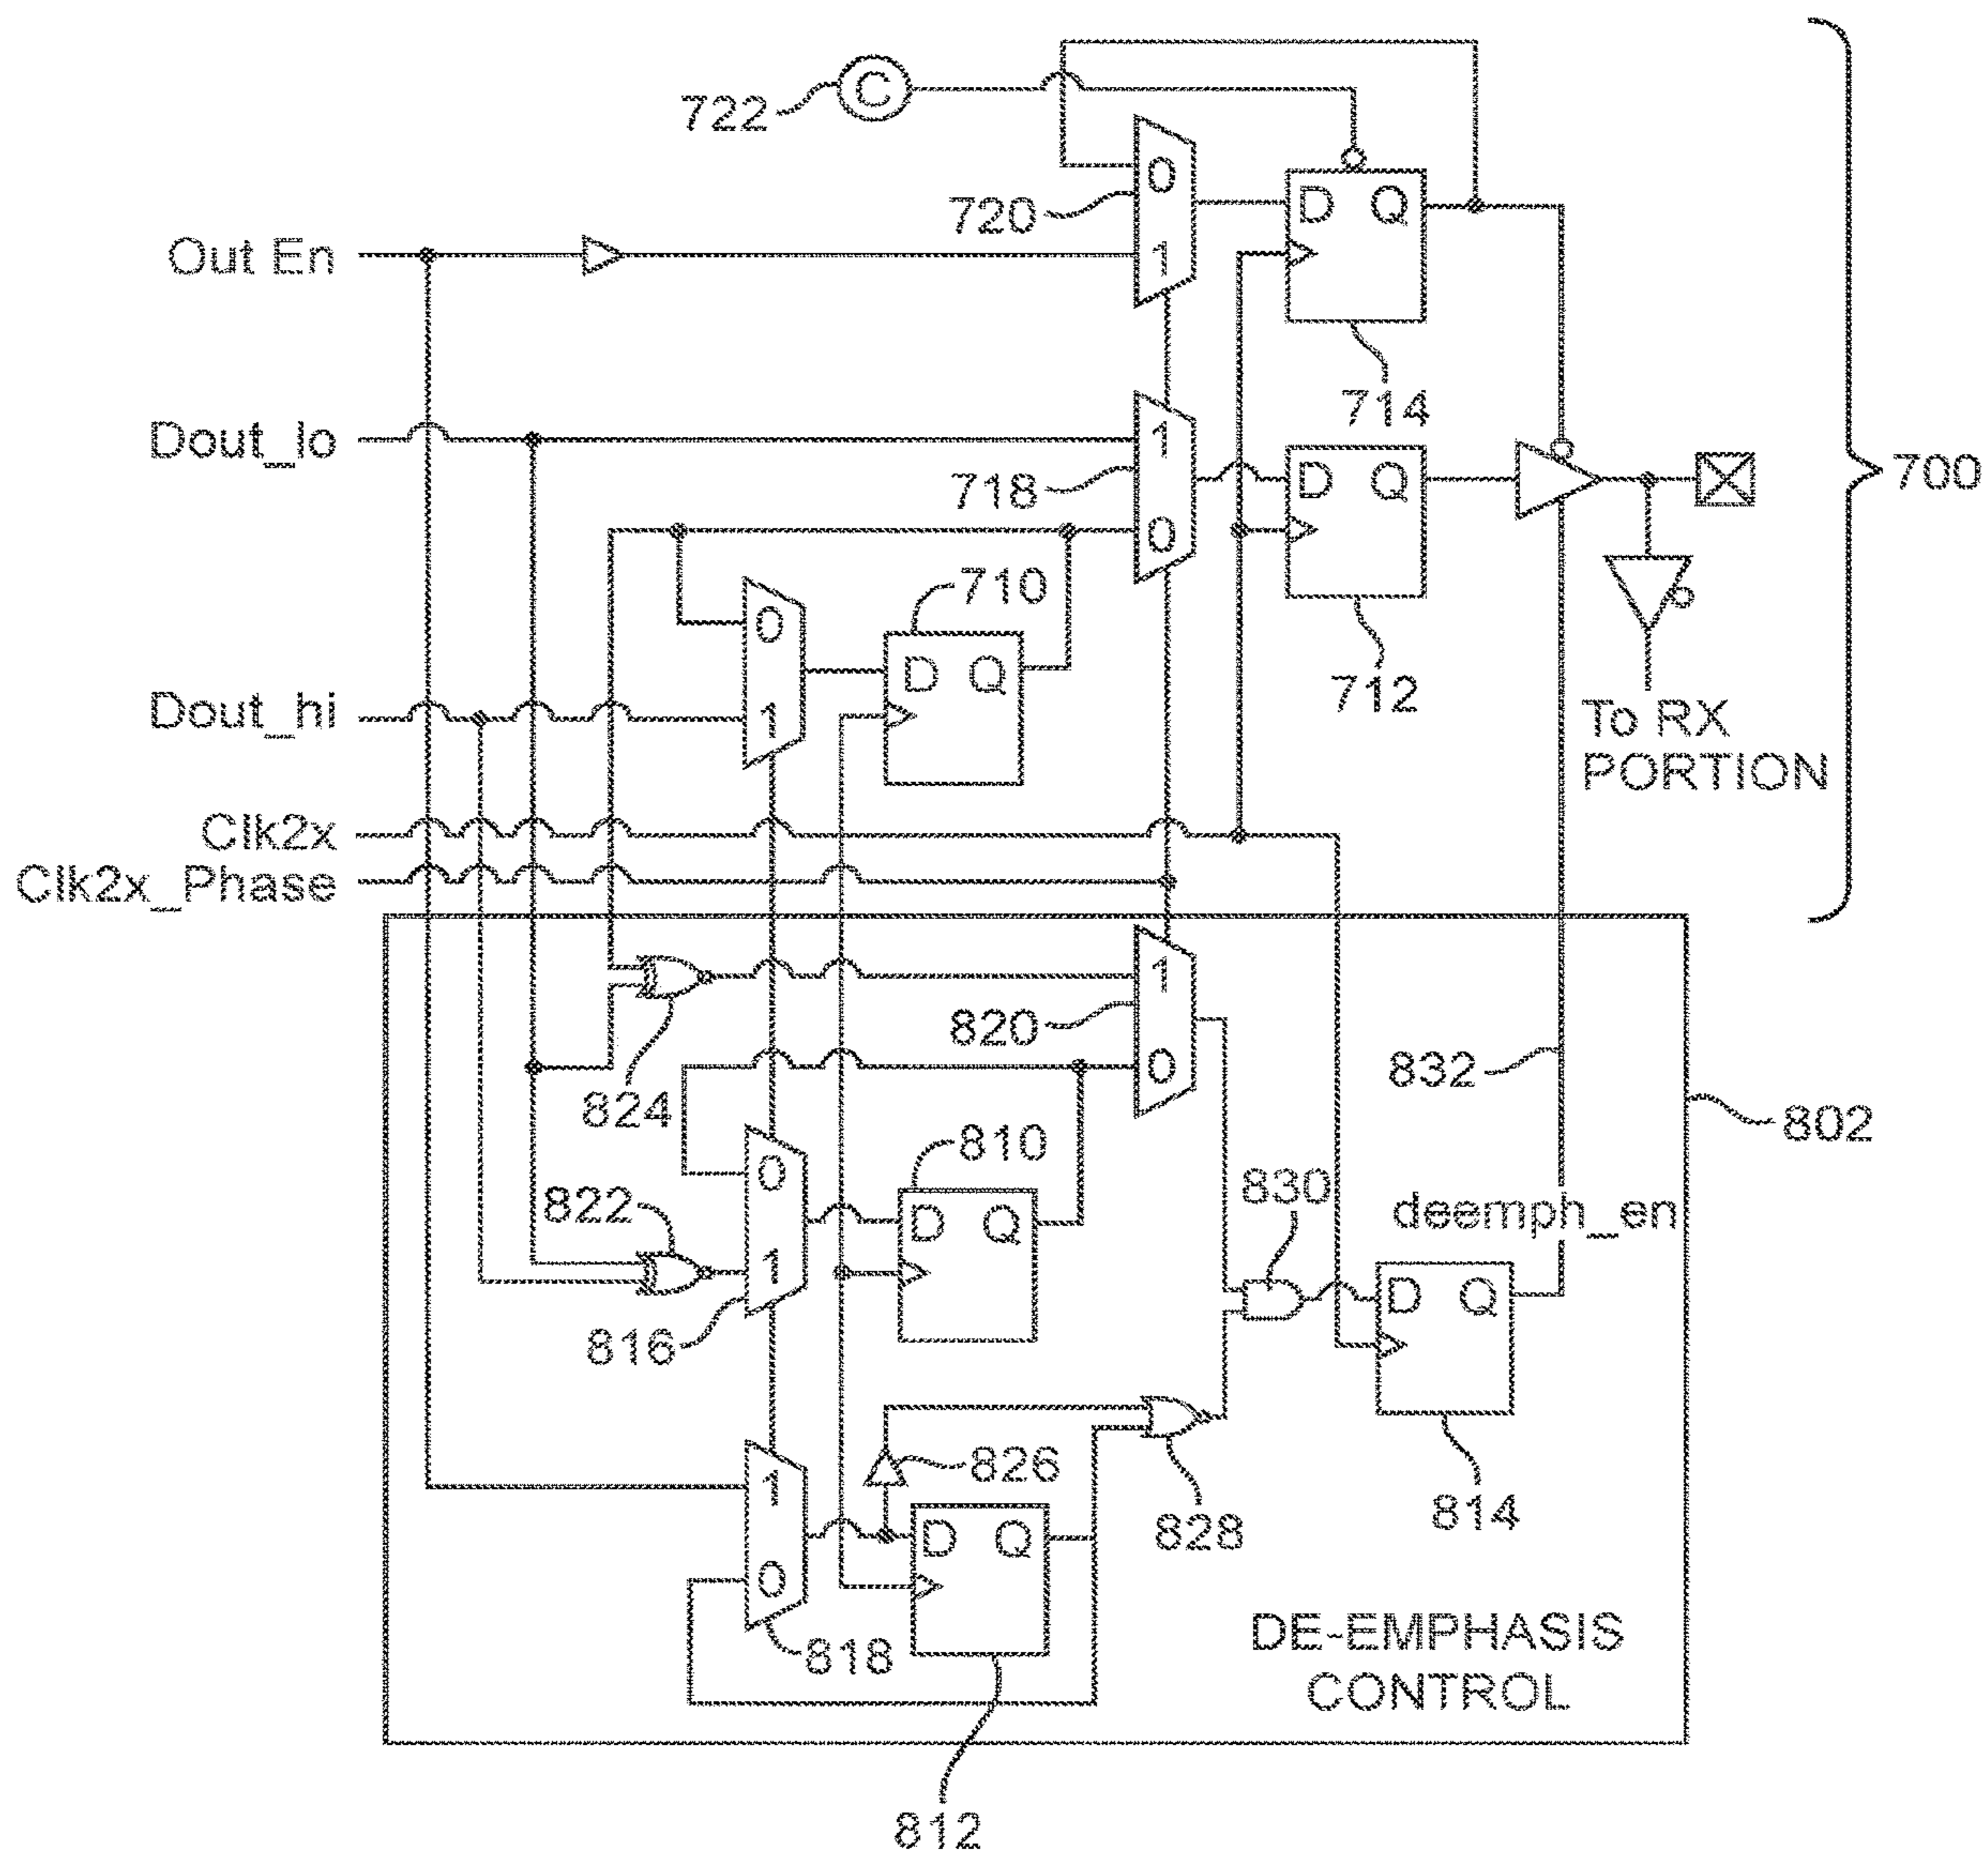 722
C
0
720
1
D Q
Out En
714
Dout_lo
1
718
0
D Q
700
710
0
1
D Q
712
Dout_hi
To RX
PORTION
Clk2x
Clk2x_Phase
1
820
0
824
832
802
810
0
822
1
816
D Q
830
deemph_en
D Q
826
828
814
1
0
818
D Q
DE-EMPHASIS
CONTROL
812